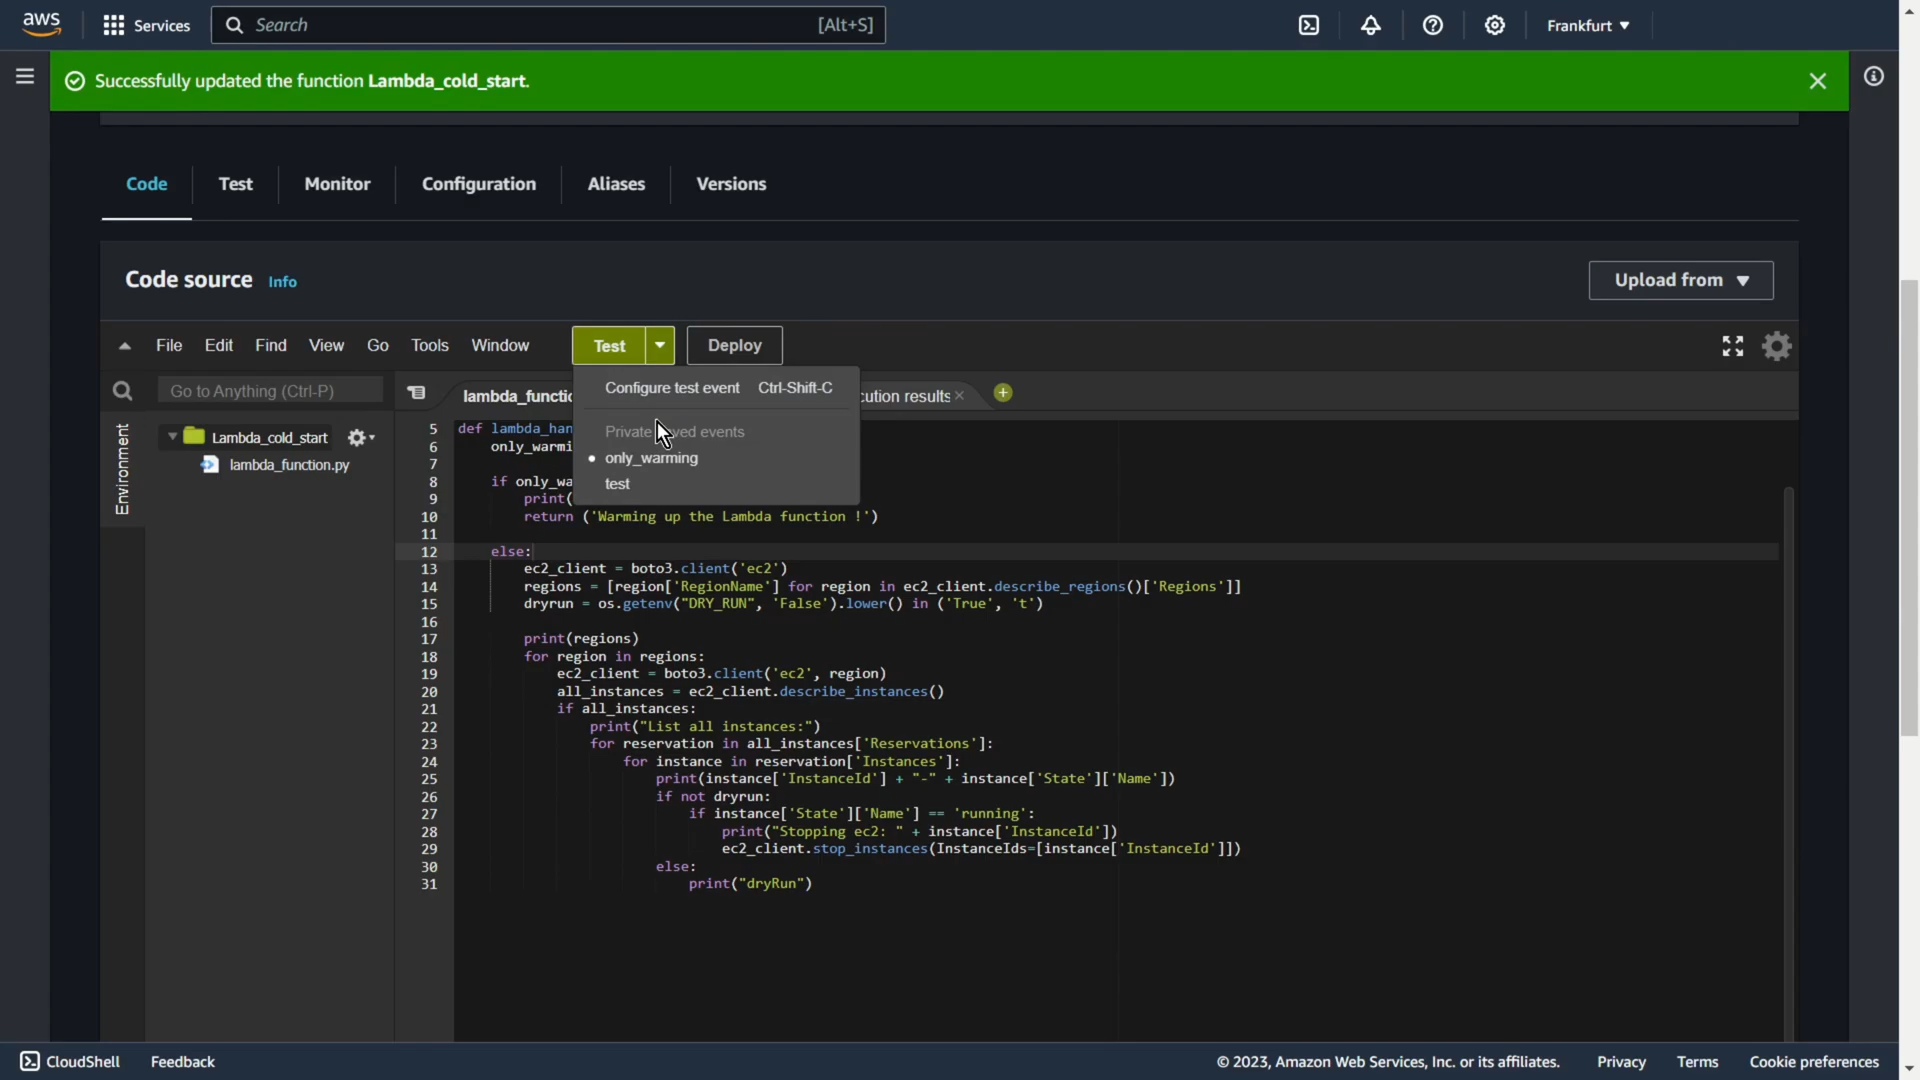 aws
Services
Search
[Alt+S]
Frankfurt
Successfully updated the function Lambda_cold_start.
Code
Test
Monitor
Configuration
Aliases
Versions
Code source Info
Upload from
File Edit Find View Go Tools Window
Test
Deploy
Go to Anything (Ctrl-P)
lambda_functi
Configure test event Ctrl-Shift-C
cution results
Environment
Lambda_cold_start
lambda_function.py
Private
ved events
only_warming
test
5 def lambda_han
6 only_warmi
7
8 if only_wa
9 print(
10 return ('Warming up the Lambda function !')
11
12 else:
13 ec2_client = boto3.client('ec2')
14 regions = [region['RegionName'] for region in ec2_client.describe_regions()['Regions']]
15 dryrun = os.getenv("DRY_RUN", 'False').lower() in ('True', 't')
16
17 print(regions)
18 for region in regions:
19 ec2_client = boto3.client('ec2', region)
20 all_instances = ec2_client.describe_instances()
21 if all_instances:
22 print("List all instances:")
23 for reservation in all_instances['Reservations']:
24 for instance in reservation['Instances']:
25 print(instance['InstanceId'] + "-" + instance['State']['Name'])
26 if not dryrun:
27 if instance['State']['Name'] == 'running':
28 print("Stopping ec2: " + instance['InstanceId'])
29 ec2_client.stop_instances(InstanceIds=[instance['InstanceId']])
30 else:
31 print("dryRun")
CloudShell
Feedback
© 2023, Amazon Web Services, Inc. or its affiliates.
Privacy
Terms
Cookie preferences